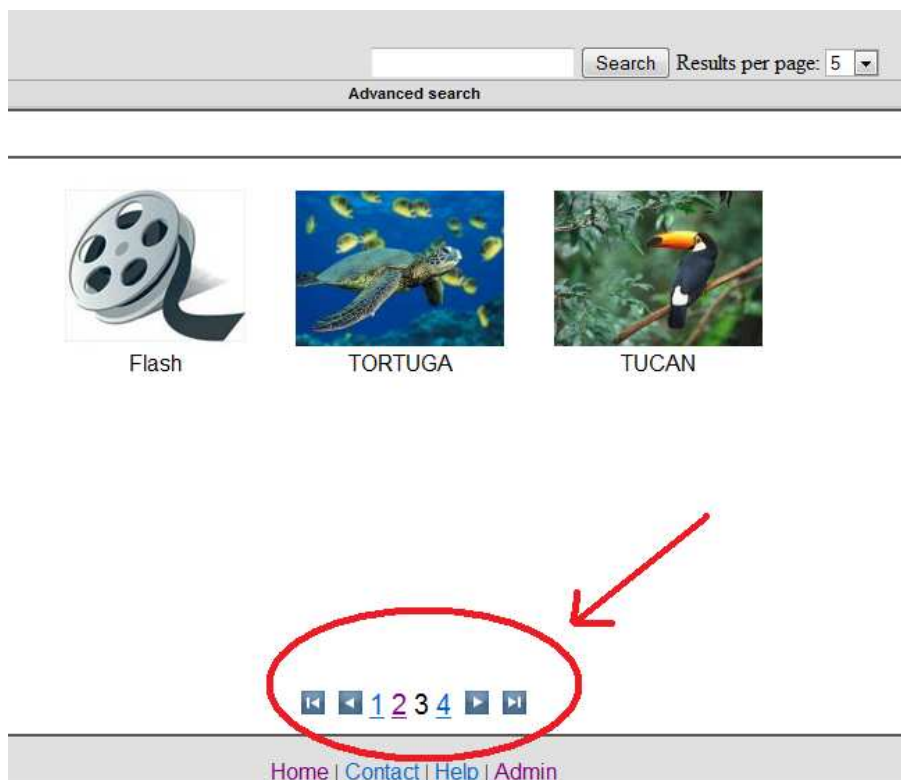 Search Results per page: 5
Advanced search
Flash TORTUGA TUCAN
1 2 3 4
Home | Contact | Help | Admin